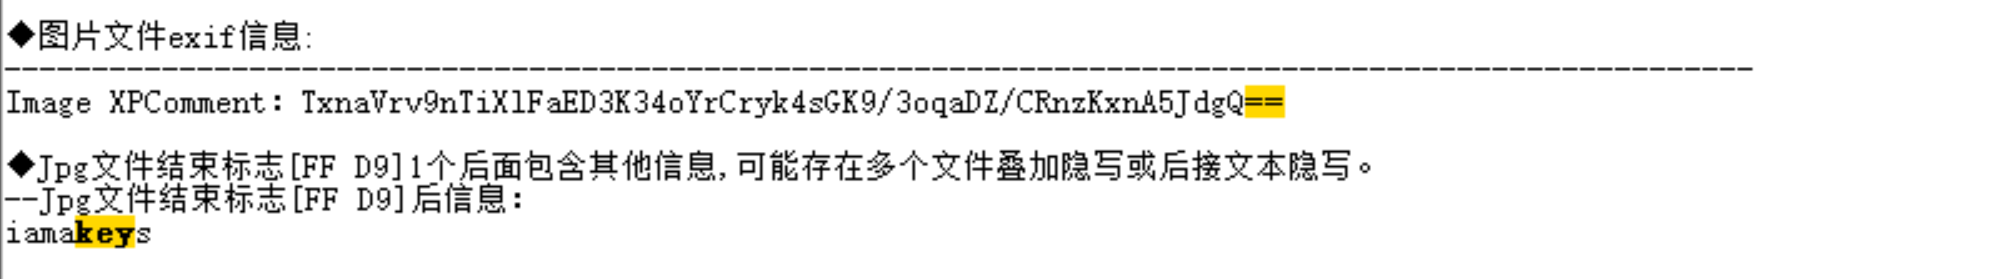 ◆图片文件exif信息:
----------------------------------------------------------------------------------------------------
Image XPComment: TxnaVrv9nTiXlFaED3K34oYrCryk4sGK9/3oqaDZ/CRnzKxnA5JdgQ==
◆Jpg文件结束标志[FF D9]1个后面包含其他信息,可能存在多个文件叠加隐写或后接文本隐写。
--Jpg文件结束标志[FF D9]后信息:
iamakeys